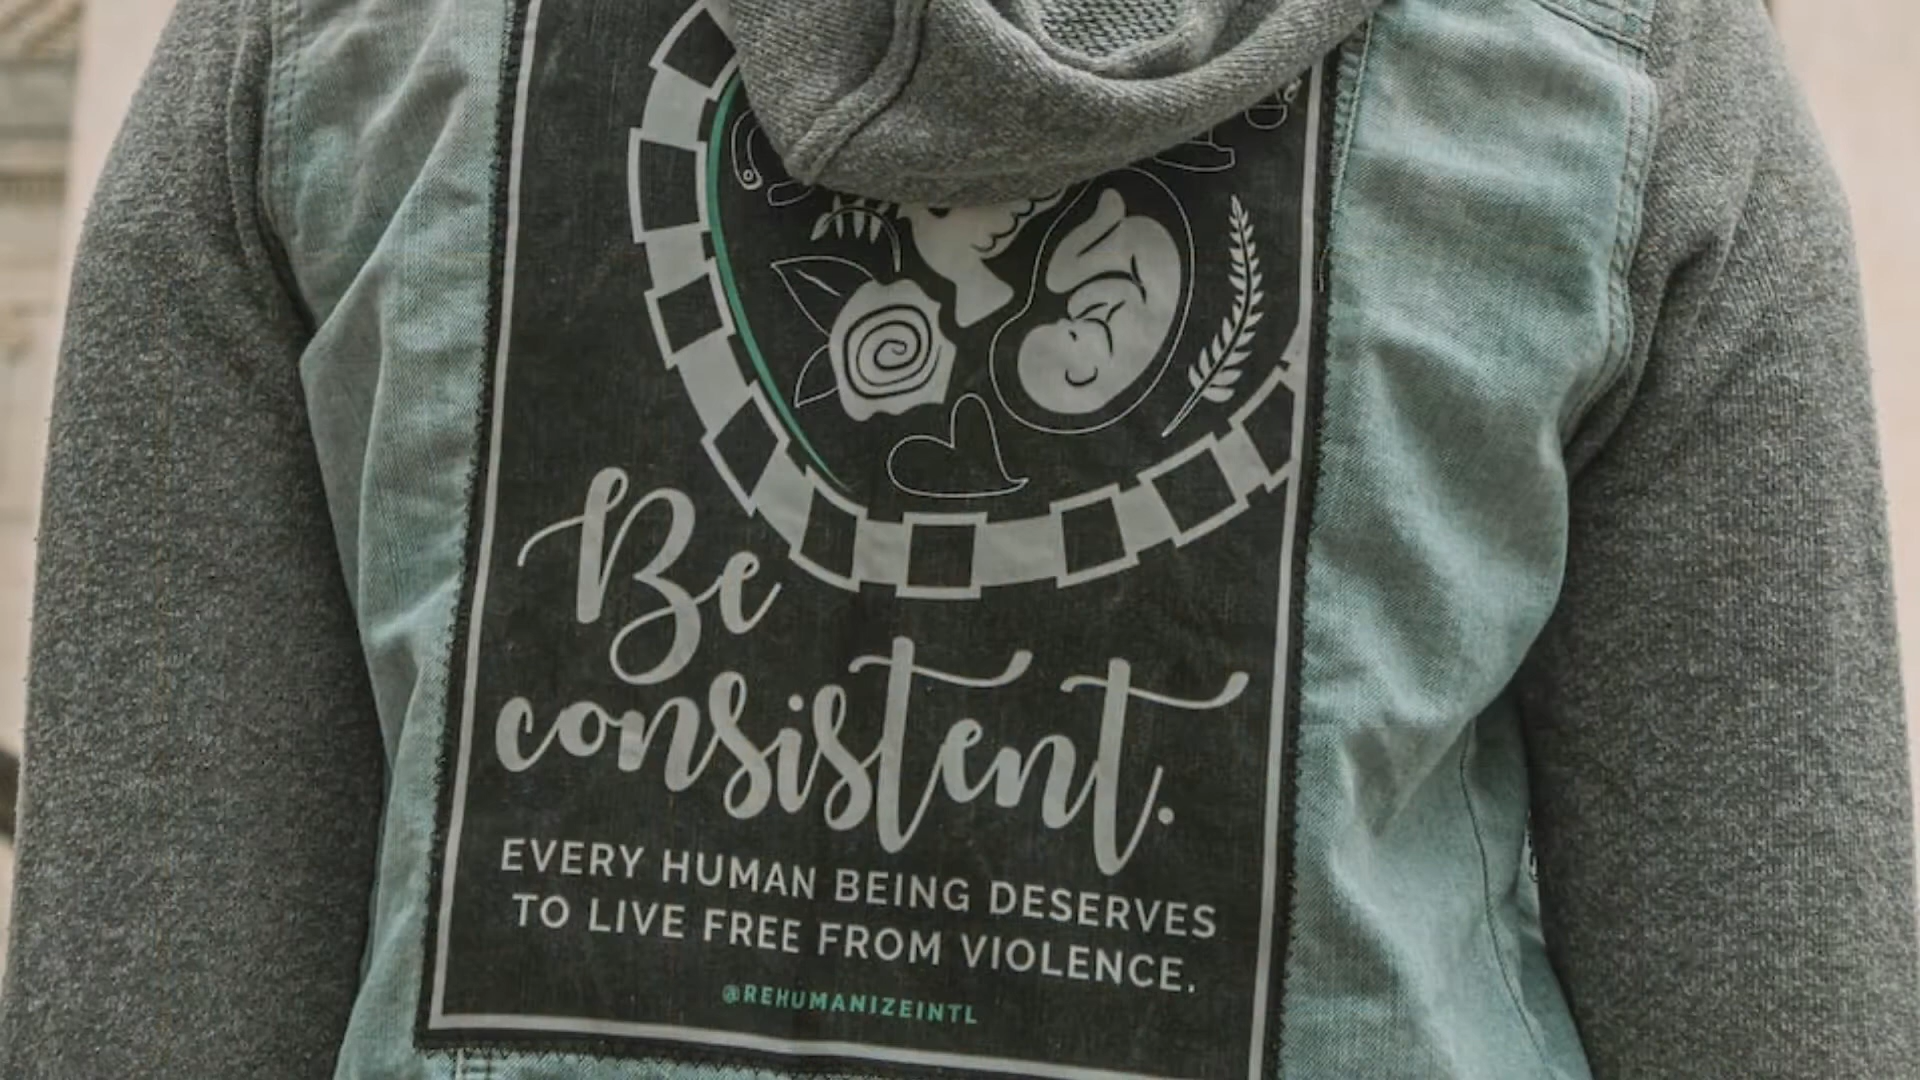 Be
consistent.
EVERY HUMAN BEING DESERVES
TO LIVE FREE FROM VIOLENCE.
@REHUMANIZEINTL